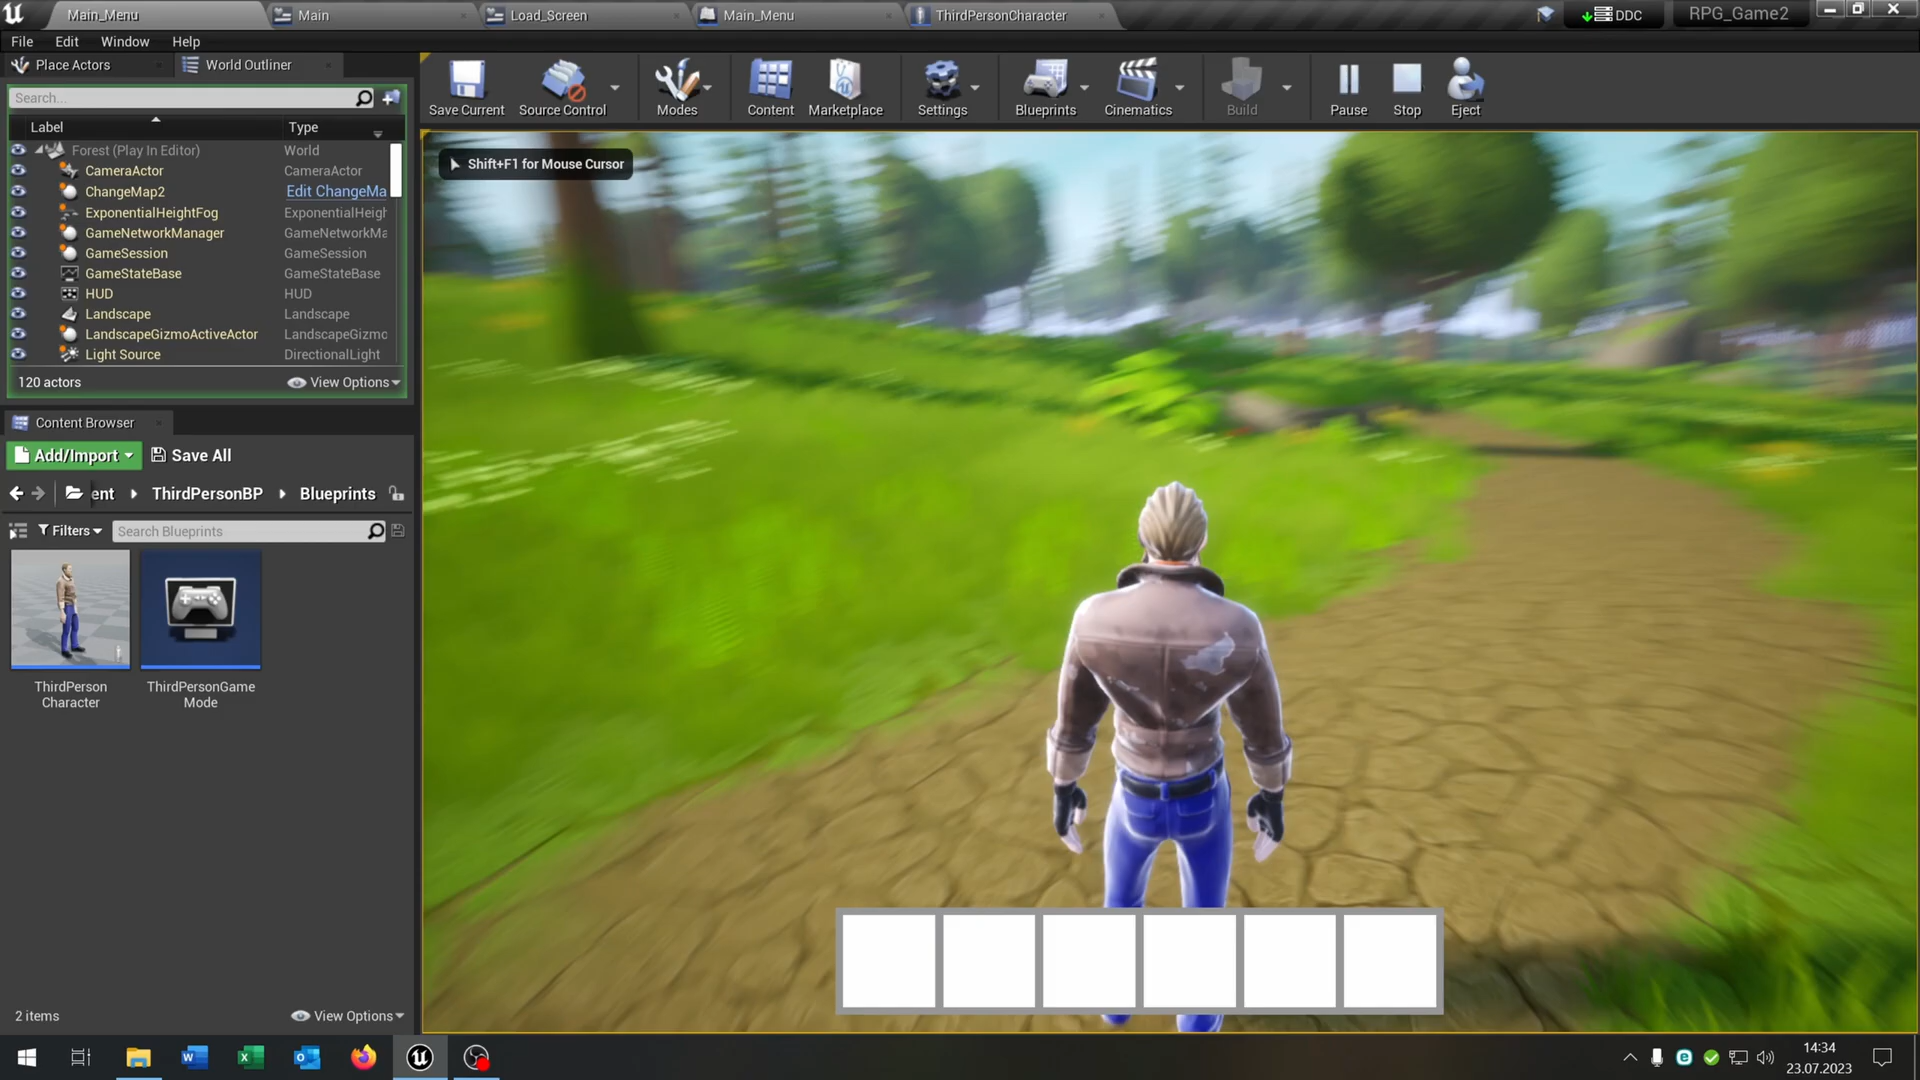 Main_Menu
Main
Load_Screen
Main_Menu
ThirdPersonCharacter
DDC
RPG_Game2
File
Edit
Window
Help
Place Actors
World Outliner
Search...
Label
Type
Forest (Play In Editor)
World
CameraActor
CameraActor
ChangeMap2
Edit ChangeMa
ExponentialHeightFog
ExponentialHeigh
GameNetworkManager
GameNetworkMa
GameSession
GameSession
GameStateBase
GameStateBase
HUD
HUD
Landscape
Landscape
LandscapeGizmoActiveActor
LandscapeGizmo
Light Source
DirectionalLight
120 actors
View Options
Save Current
Source Control
Modes
Content
Marketplace
Settings
Blueprints
Cinematics
Build
Pause
Stop
Eject
Shift+F1 for Mouse Cursor
Content Browser
Add/Import
Save All
ent
ThirdPersonBP
Blueprints
Filters
Search Blueprints
ThirdPerson
Character
ThirdPersonGame
Mode
2 items
View Options
14:34
23.07.2023